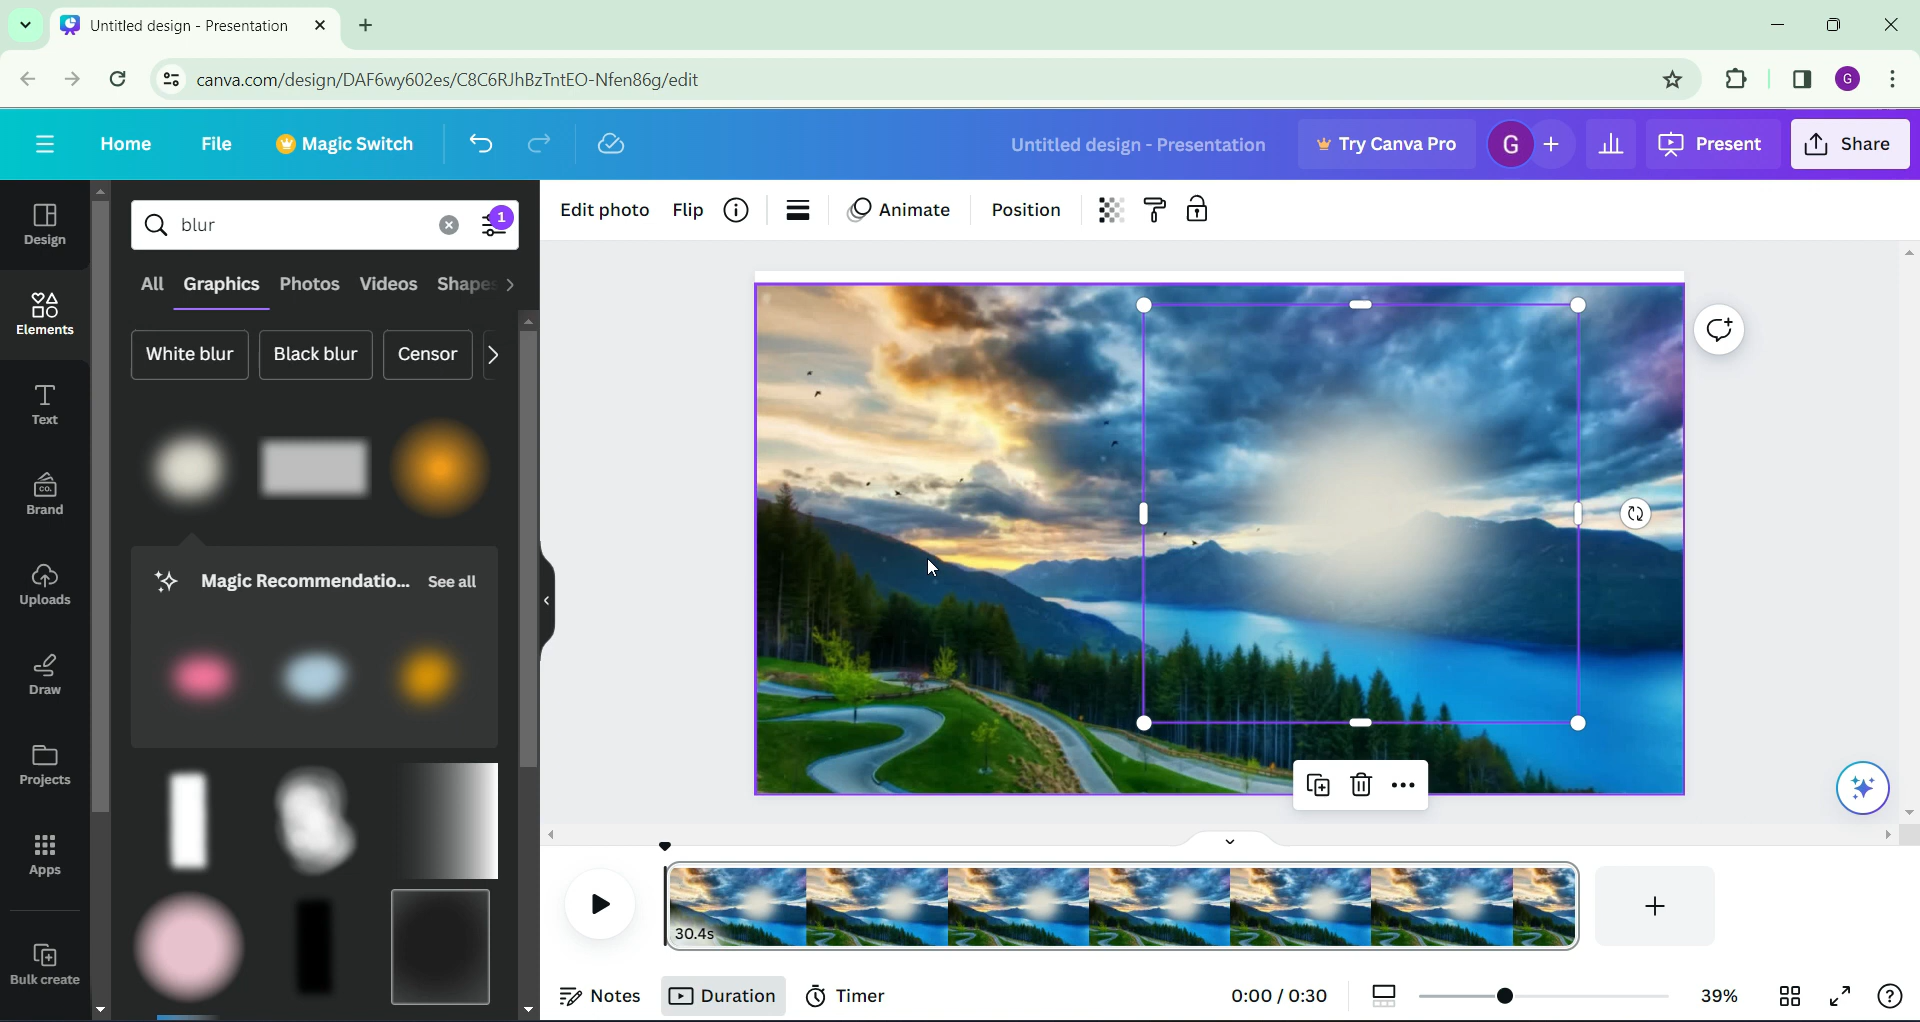 Untitled design - Presentation
canva.com/design/DAF6wy602es/C8C6RJhBzTntEO-Nfen86g/edit
G
Home File Magic Switch Untitled design - Presentation Try Canva Pro G Present Share
Design
Elements
Text
CO.
Brand
Uploads
Draw
Projects
Apps
Bulk create
blur 1
All Graphics Photos Videos Shapes
White blur Black blur Censor
Magic Recommendatio... See all
Edit photo Flip Animate Position
30.4s
Notes Duration Timer 0:00 / 0:30 39%